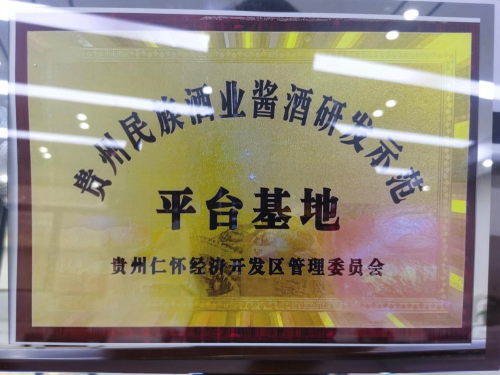 贵州民族酒业酱酒研发示范
平台基地
贵州仁怀经济开发区管理委员会